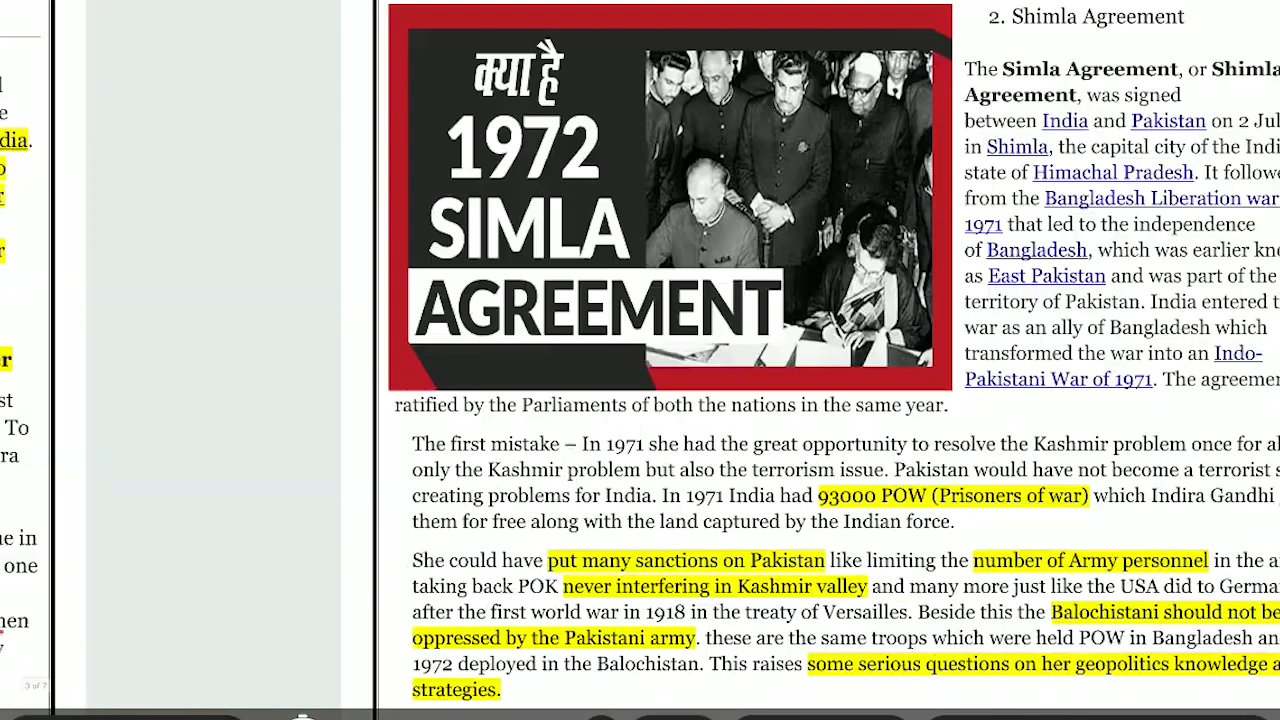 dia.
er
st
To
ra
ue in
one
3 of 7
क्या है
1972
SIMLA
AGREEMENT
2. Shimla Agreement
The Simla Agreement, or Shimla
Agreement, was signed
between India and Pakistan on 2 Jul
in Shimla, the capital city of the Indi
state of Himachal Pradesh. It followe
from the Bangladesh Liberation war
1971 that led to the independence
of Bangladesh, which was earlier kno
as East Pakistan and was part of the
territory of Pakistan. India entered t
war as an ally of Bangladesh which
transformed the war into an Indo-
Pakistani War of 1971. The agreemen
ratified by the Parliaments of both the nations in the same year.
The first mistake – In 1971 she had the great opportunity to resolve the Kashmir problem once for al
only the Kashmir problem but also the terrorism issue. Pakistan would have not become a terrorist s
creating problems for India. In 1971 India had 93000 POW (Prisoners of war) which Indira Gandhi
them for free along with the land captured by the Indian force.
She could have put many sanctions on Pakistan like limiting the number of Army personnel in the a
taking back POK never interfering in Kashmir valley and many more just like the USA did to Germa
after the first world war in 1918 in the treaty of Versailles. Beside this the Balochistani should not be
oppressed by the Pakistani army. these are the same troops which were held POW in Bangladesh an
1972 deployed in the Balochistan. This raises some serious questions on her geopolitics knowledge a
strategies.